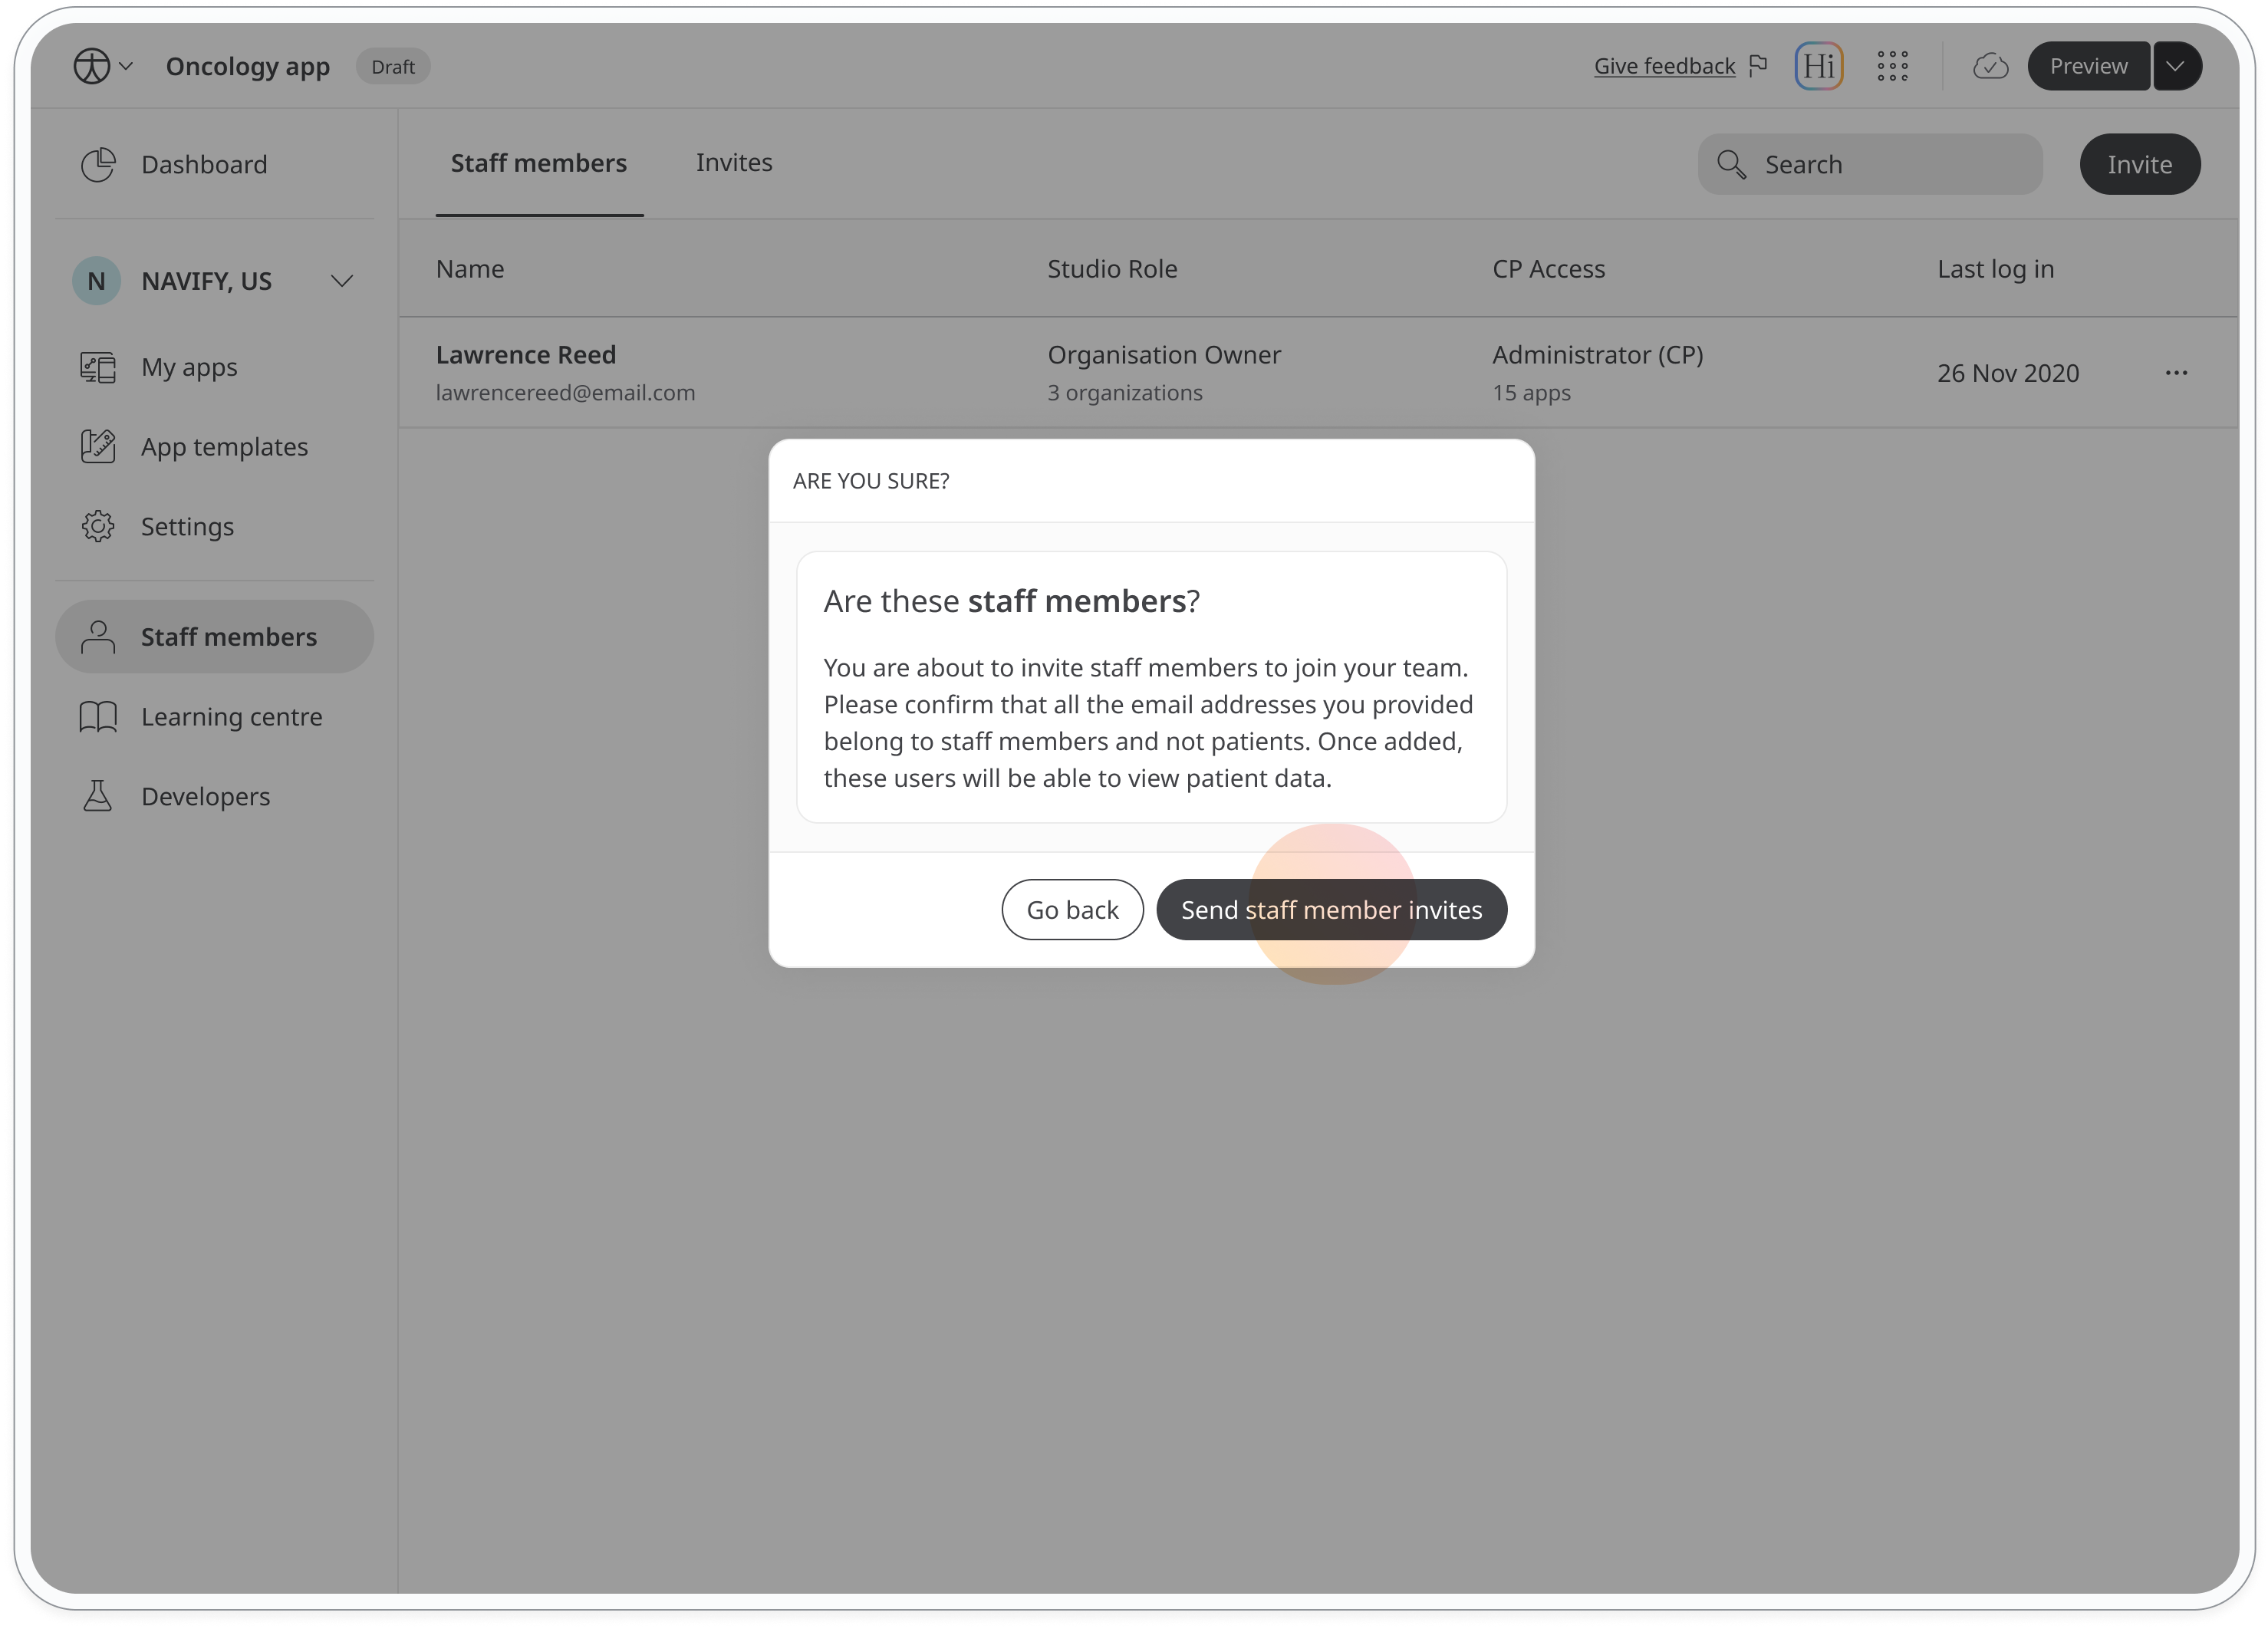 Oncology app
Draft
Give feedback
Hi
Preview
Dashboard
N
NAVIFY, US
My apps
App templates
Settings
Staff members
Learning centre
Developers
Staff members
Invites
Search
Invite
Name
Studio Role
CP Access
Last log in
Lawrence Reed
Organisation Owner
Administrator (CP)
26 Nov 2020
lawrencereed@email.com
3 organizations
15 apps
ARE YOU SURE?
Are these staff members?
You are about to invite staff members to join your team.
Please confirm that all the email addresses you provided
belong to staff members and not patients. Once added,
these users will be able to view patient data.
Go back
Send staff member invites